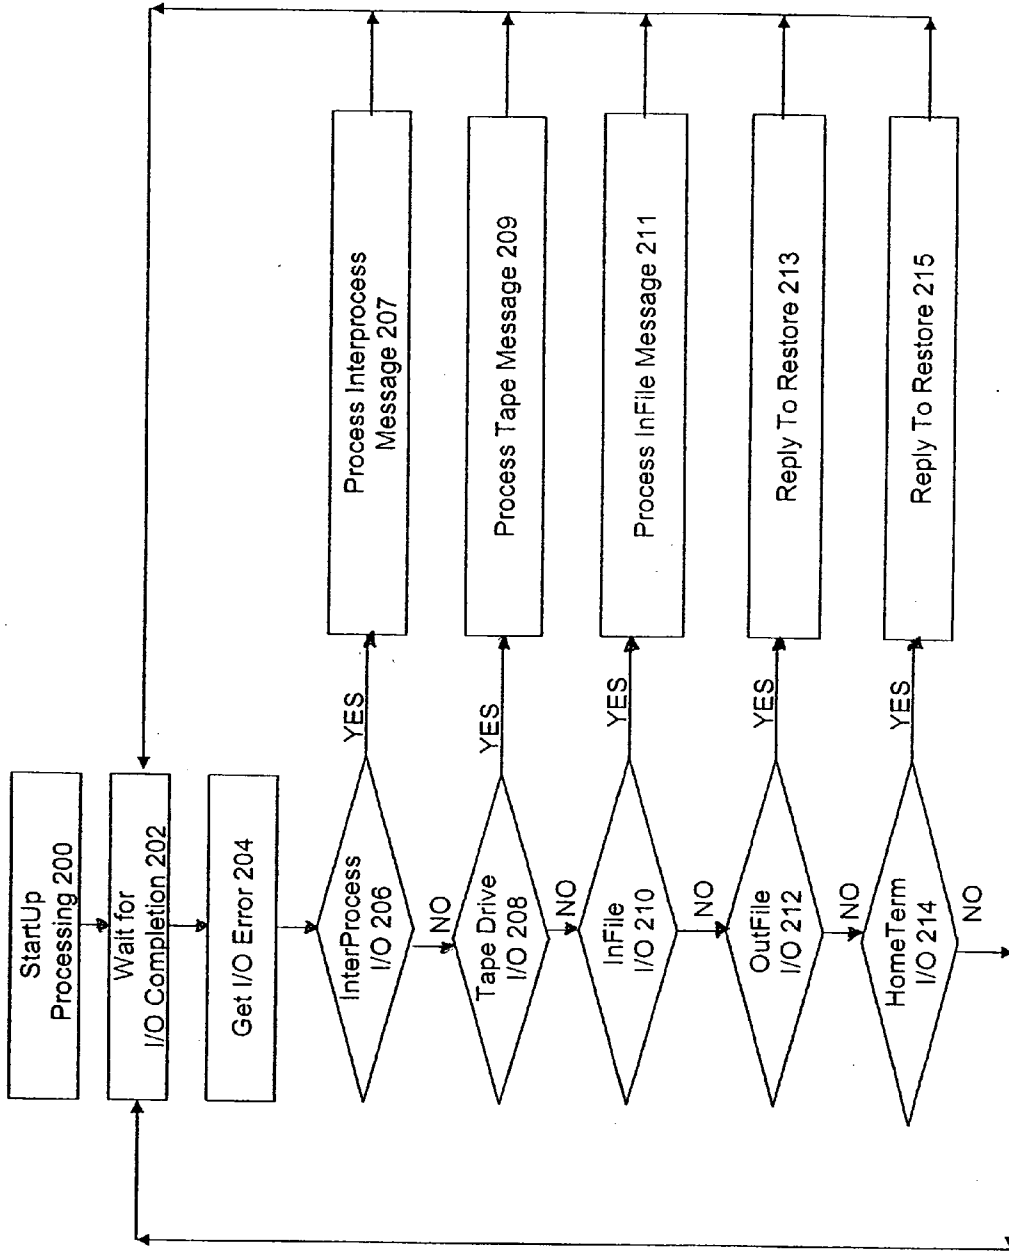 StartUp
Processing 200
Wait for
I/O Completion 202
Get I/O Error 204
InterProcess
I/O 206
YES
Process Interprocess
Message 207
NO
Tape Drive
I/O 208
YES
Process Tape Message 209
NO
InFile
I/O 210
YES
Process InFile Message 211
NO
OutFile
I/O 212
YES
Reply To Restore 213
NO
HomeTerm
I/O 214
YES
Reply To Restore 215
NO